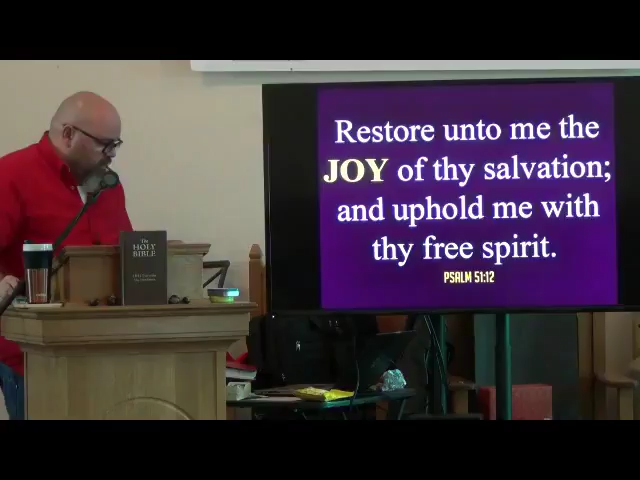 Restore unto me the
JOY of thy salvation;
and uphold me with
thy free spirit.
PSALM 51:12
The
HOLY
BIBLE